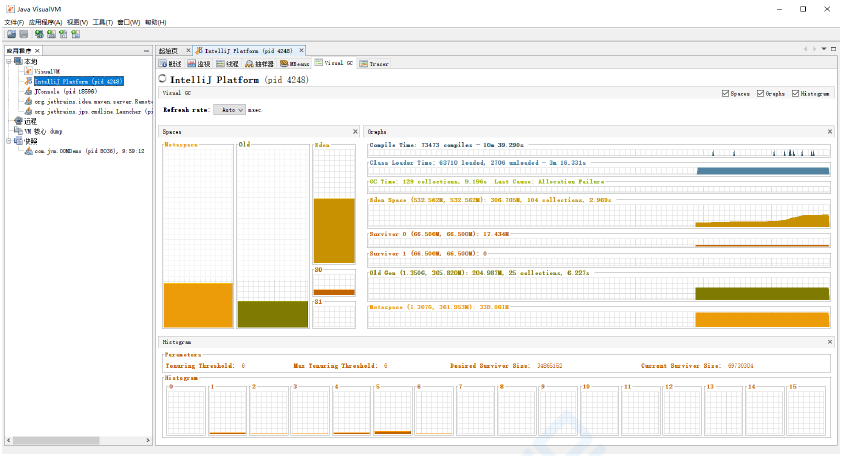 Java VisualVM
文件(F) 应用程序(A) 视图(V) 工具(T) 窗口(W) 帮助(H)
应用程序
本地
VisualVM
IntelliJ Platform (pid 4248)
JConsole (pid 18596)
org.jetbrains.idea.maven.server.Remote
org.jetbrains.jps.cmdline.Launcher (pi
远程
VM 核心 dump
快照
com.jvm.OOMDemo (pid 8036), 9:59:12
起始页
IntelliJ Platform (pid 4248)
概述 监视 线程 抽样器 MBeans Visual GC Tracer
IntelliJ Platform (pid 4248)
Visual GC
Spaces Graphs Histogram
Refresh rate: Auto msec
Spaces
Metaspace Old Eden
S0
S1
Graphs
Compile Time: 73473 compiles - 10m 39.290s
Class Loader Time: 63710 loaded, 2706 unloaded - 3m 16.331s
GC Time: 129 collections, 9.196s Last Cause: Allocation Failure
Eden Space (532.562M, 532.562M): 306.705M, 104 collections, 2.969s
Survivor 0 (66.500M, 66.500M): 17.434M
Survivor 1 (66.500M, 66.500M): 0
Old Gen (1.350G, 305.820M): 204.987M, 25 collections, 6.227s
Histogram
Parameters
Tenuring Threshold: 6 Max Tenuring Threshold: 6 Desired Survivor Size: 34865152 Current Survivor Size: 69730304
Histogram
0 1 2 3 4 5 6 7 8 9 10 11 12 13 14 15